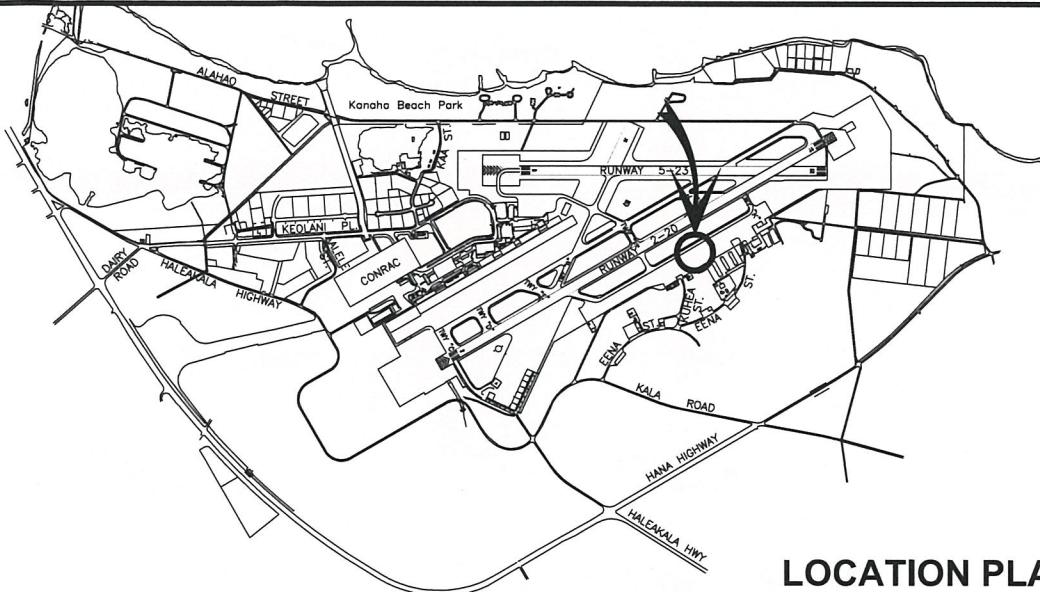 ALAHAO
STREET
Kanaha Beach Park
KAA ST.
RUNWAY 5-23
KEOLANI PL.
DAIRY
ROAD
HALEAKALA HIGHWAY
CONRAC
RUNWAY 2-20
KUHEA
ST.
EENA
ST.
EENA
ST.
KALA ROAD
HANA HIGHWAY
HALEAKALA HWY
LOCATION PLA